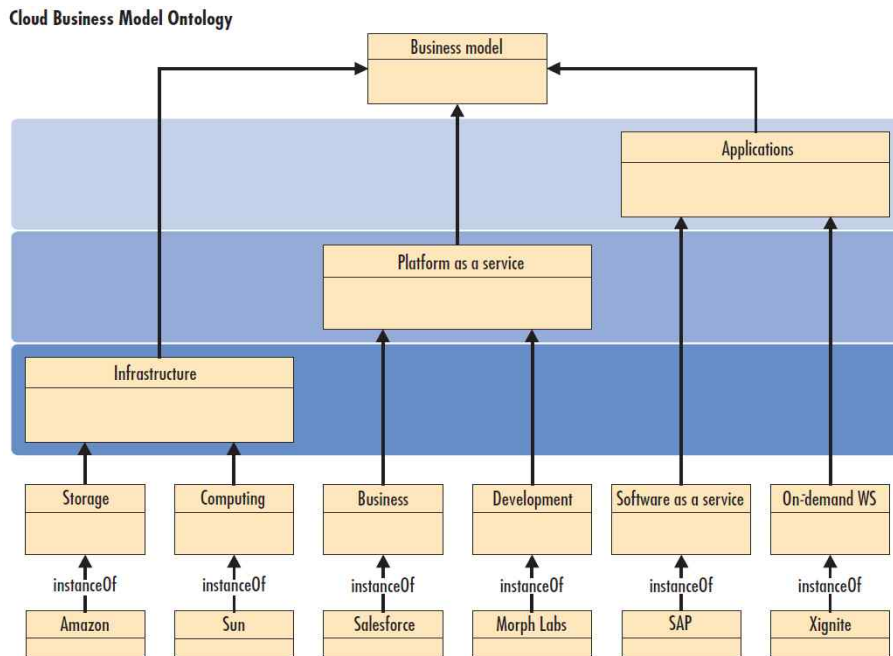 Cloud Business Model Ontology
Business model
Applications
Platform as a service
Infrastructure
Storage
Computing
Business
Development
Software as a service
On-demand WS
instanceOf
instanceOf
instanceOf
instanceOf
instanceOf
instanceOf
Amazon
Sun
Salesforce
Morph Labs
SAP
Xignite